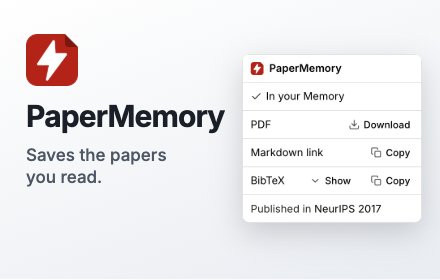 PaperMemory
Saves the papers
you read.
PaperMemory
In your Memory
PDF Download
Markdown link Copy
BibTeX Show Copy
Published in NeurIPS 2017